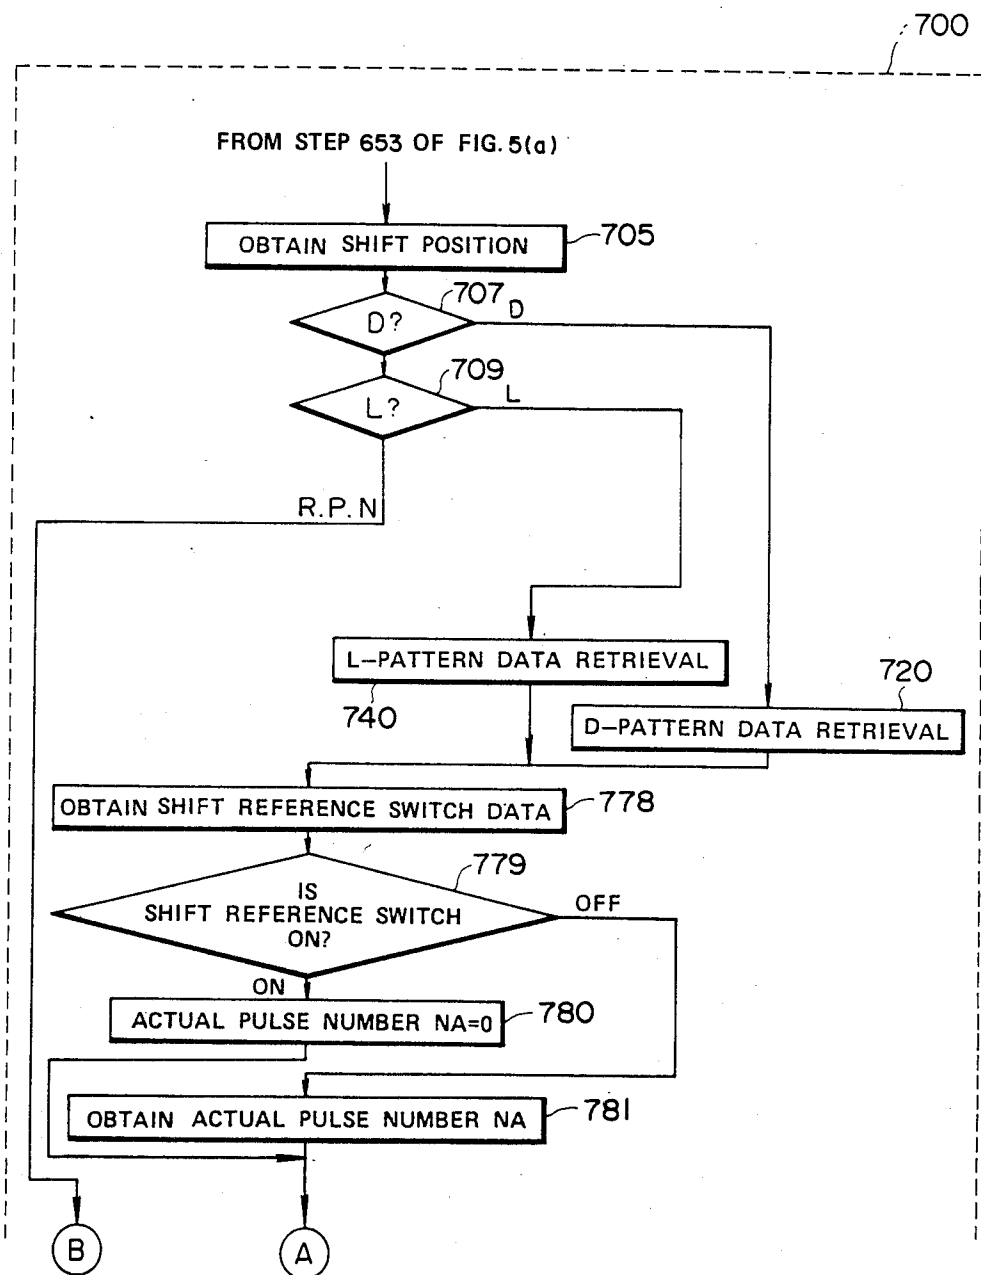 700
FROM STEP 653 OF FIG. 5(a)
OBTAIN SHIFT POSITION
705
707
D?
D
709
L?
L
R.P.N
L-PATTERN DATA RETRIEVAL
740
720
D-PATTERN DATA RETRIEVAL
OBTAIN SHIFT REFERENCE SWITCH DATA
778
779
IS
SHIFT REFERENCE SWITCH
ON?
OFF
ON
ACTUAL PULSE NUMBER NA=0
780
OBTAIN ACTUAL PULSE NUMBER NA
781
B
A